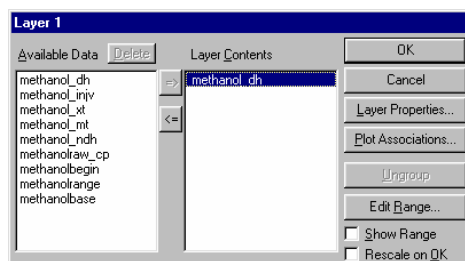 Layer 1
Available Data Delete Layer Contents OK
methanol_dh => methanol_dh Cancel
methanol_injv
methanol_xt Layer Properties...
methanol_mt <=
methanol_ndh Plot Associations...
methanolraw_cp
methanolbegin Ungroup
methanolrange
methanolbase Edit Range...
Show Range
Rescale on OK